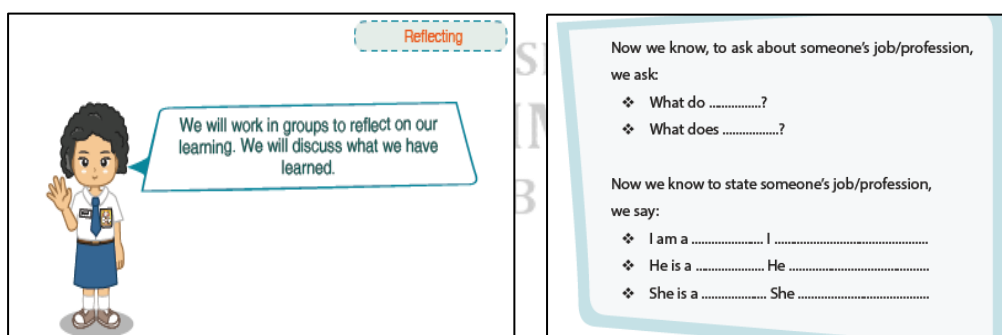 Reflecting
We will work in groups to reflect on our
learning. We will discuss what we have
learned.
Now we know, to ask about someone's job/profession,
we ask:
❖ What do ...............?
❖ What does .................?
Now we know to state someone's job/profession,
we say:
❖ I am a ..................... I ..............................................
❖ He is a .................... He ..........................................
❖ She is a ................... She .......................................